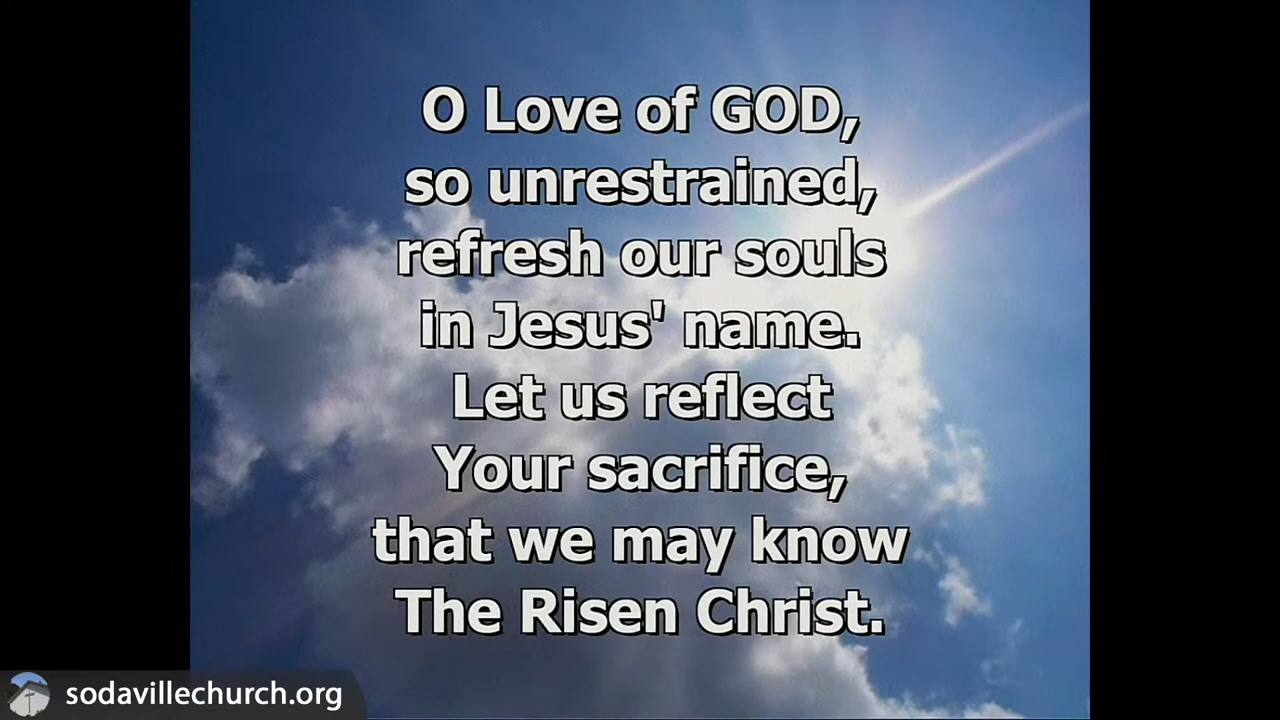 O Love of GOD,
so unrestrained,
refresh our souls
in Jesus' name.
Let us reflect
Your sacrifice,
that we may know
The Risen Christ.
sodavillechurch.org